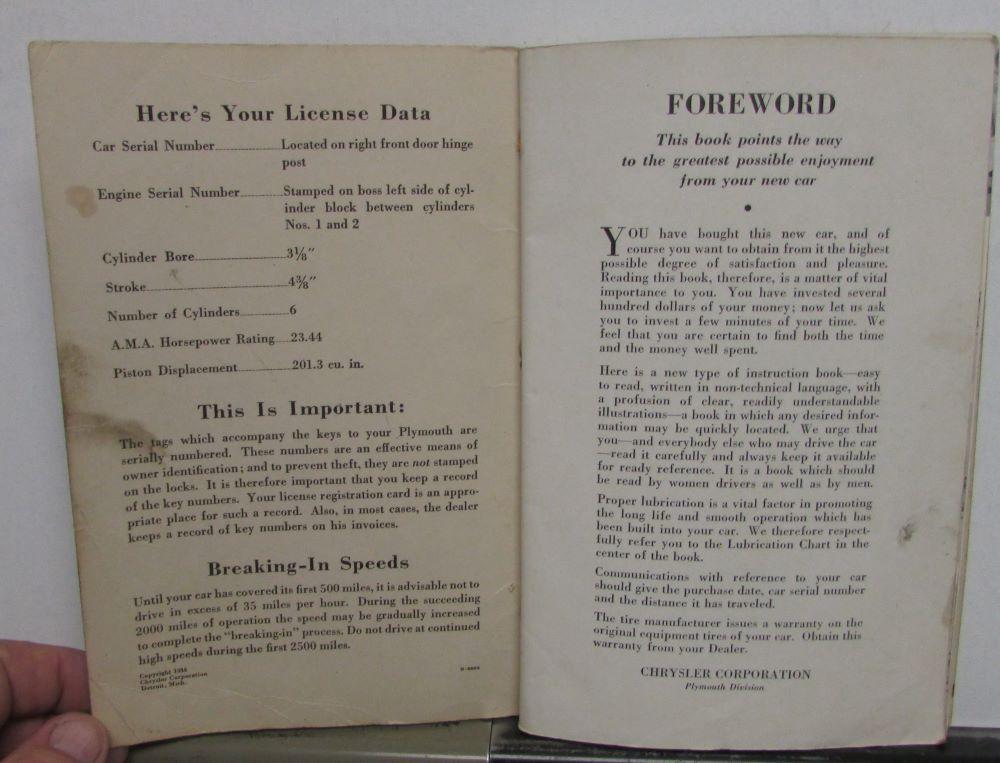 Here's Your License Data
Car Serial Number Located on right front door hinge
post
Engine Serial Number Stamped on boss left side of cyl-
inder block between cylinders
Nos. 1 and 2
Cylinder Bore 3⅛″
Stroke 4⅜″
Number of Cylinders 6
A.M.A. Horsepower Rating 23.44
Piston Displacement 201.3 cu. in.
This Is Important:
The tags which accompany the keys to your Plymouth are
serially numbered. These numbers are an effective means of
owner identification; and to prevent theft, they are not stamped
on the locks. It is therefore important that you keep a record
of the key numbers. Your license registration card is an appro-
priate place for such a record. Also, in most cases, the dealer
keeps a record of key numbers on his invoices.
Breaking-In Speeds
Until your car has covered its first 500 miles, it is advisable not to
drive in excess of 35 miles per hour. During the succeeding
2000 miles of operation the speed may be gradually increased
to complete the "breaking-in" process. Do not drive at continued
high speeds during the first 2500 miles.
Copyright
Chrysler Corporation
Detroit, Mich.
FOREWORD
This book points the way
to the greatest possible enjoyment
from your new car
●
YOU have bought this new car, and of
course you want to obtain from it the highest
possible degree of satisfaction and pleasure.
Reading this book, therefore, is a matter of vital
importance to you. You have invested several
hundred dollars of your money; now let us ask
you to invest a few minutes of your time. We
feel that you are certain to find both the time
and the money well spent.
Here is a new type of instruction book—easy
to read, written in non-technical language, with
a profusion of clear, readily understandable
illustrations—a book in which any desired infor-
mation may be quickly located. We urge that
you—and everybody else who may drive the car
—read it carefully and always keep it available
for ready reference. It is a book which should
be read by women drivers as well as by men.
Proper lubrication is a vital factor in promoting
the long life and smooth operation which has
been built into your car. We therefore respect-
fully refer you to the Lubrication Chart in the
center of the book.
Communications with reference to your car
should give the purchase date, car serial number
and the distance it has traveled.
The tire manufacturer issues a warranty on the
original equipment tires of your car. Obtain this
warranty from your Dealer.
CHRYSLER CORPORATION
Plymouth Division